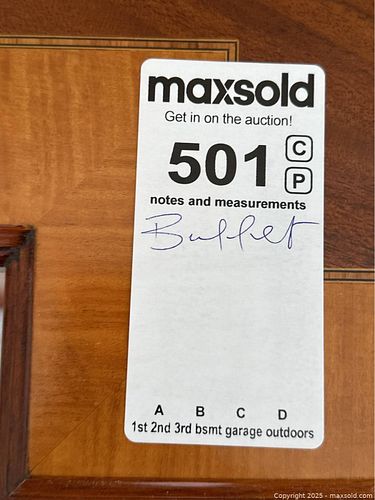 maxsold
Get in on the auction!
501 C
P
notes and measurements
Buffet
A B C D
1st 2nd 3rd bsmt garage outdoors
Copyright 2025 - maxsold.com